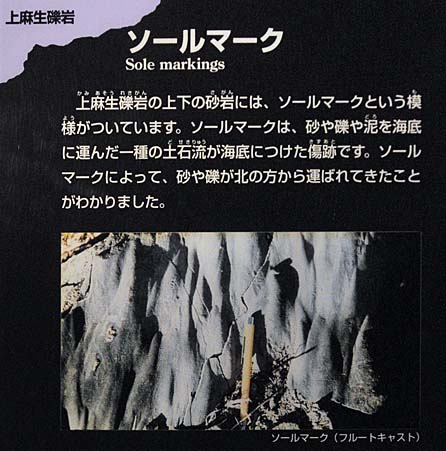 上麻生礫岩
ソールマーク
Sole markings
上麻生礫岩の上下の砂岩には、ソールマークという模
様がついています。ソールマークは、砂や礫や泥を海底
に運んだ一種の土石流が海底につけた傷跡です。ソール
マークによって、砂や礫が北の方から運ばれてきたこと
がわかりました。
ソールマーク（フルートキャスト）